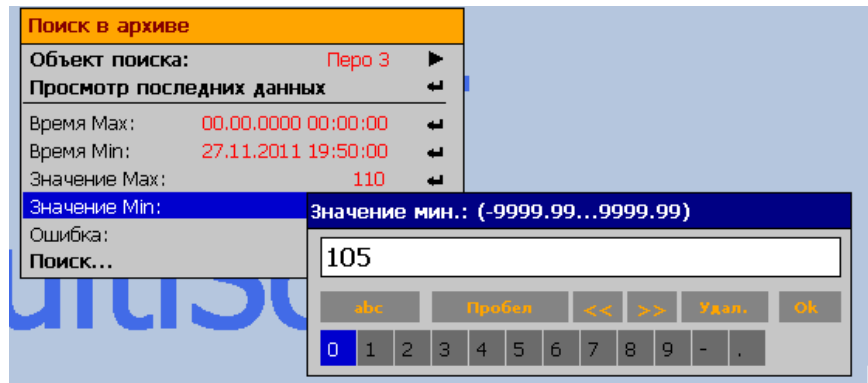 Поиск в архиве
Объект поиска: Перо 3
Просмотр последних данных
Время Max: 00.00.0000 00:00:00
Время Min: 27.11.2011 19:50:00
Значение Max: 110
Значение Min:
Ошибка:
Поиск...
Значение мин.: (-9999.99...9999.99)
105
abc Пробел << >> Удал. Ok
0 1 2 3 4 5 6 7 8 9 - .